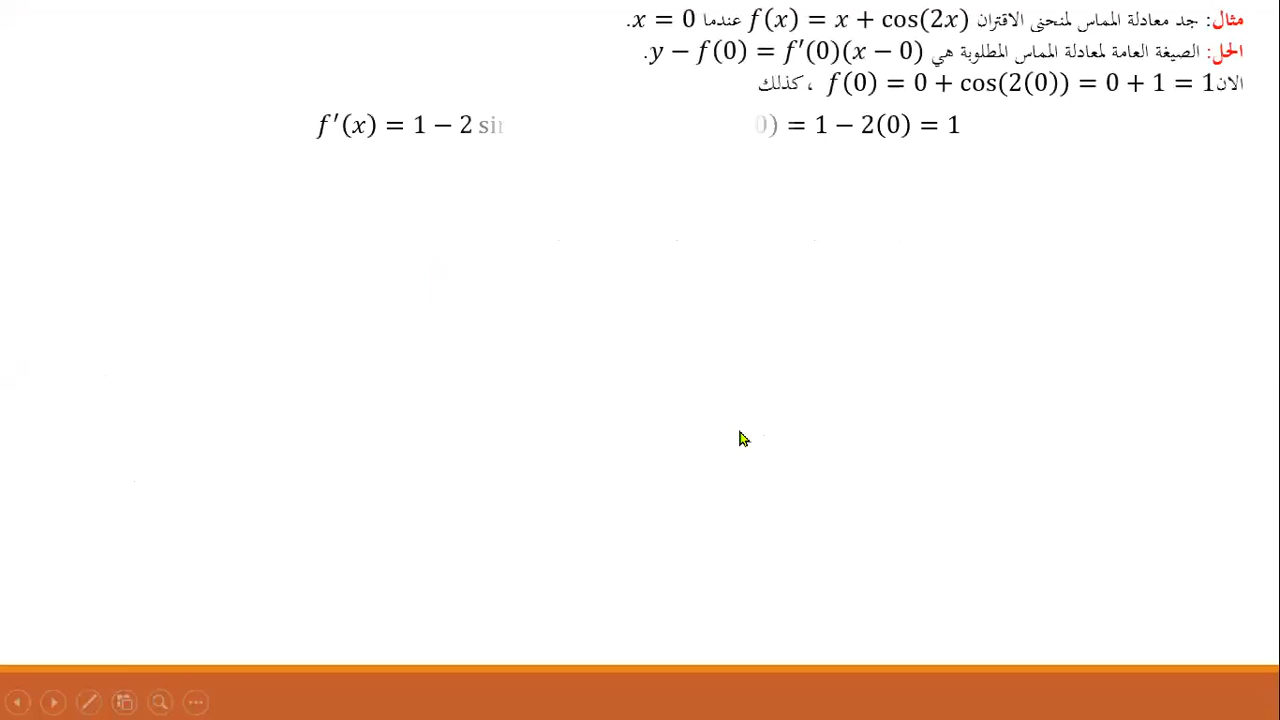 مثال: جد معادلة المماس لمنحنى الاقتران f(x) = x + cos(2x) عندما x = 0.
الحل: الصيغة العامة لمعادلة المماس المطلوبة هي y − f(0) = f′(0)(x − 0).
الان f(0) = 0 + cos(2(0)) = 0 + 1 = 1 ، كذلك
f′(x) = 1 − 2 0) = 1 − 2(0) = 1